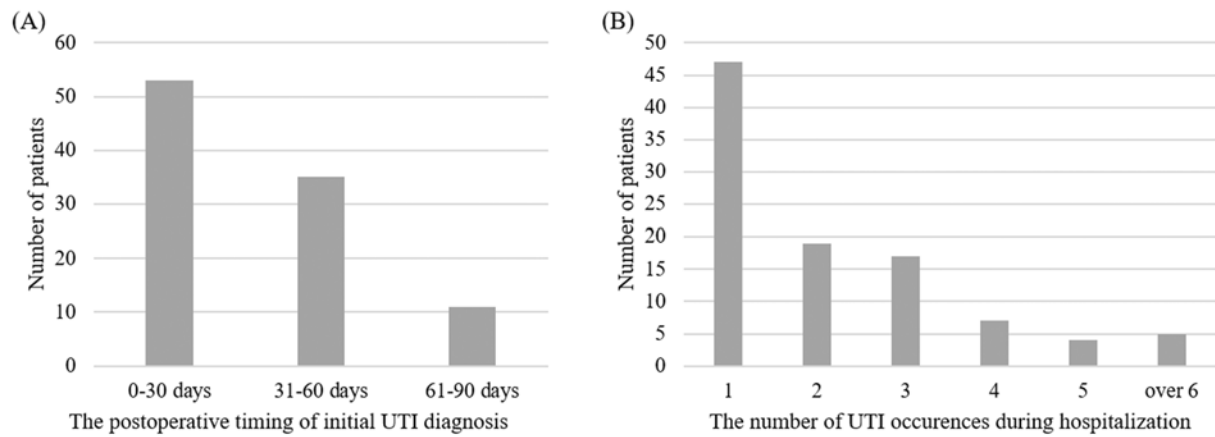 (A)
Number of patients
60
50
40
30
20
10
0
0-30 days 31-60 days 61-90 days
The postoperative timing of initial UTI diagnosis
(B)
Number of patients
50
45
40
35
30
25
20
15
10
5
0
1 2 3 4 5 over 6
The number of UTI occurences during hospitalization